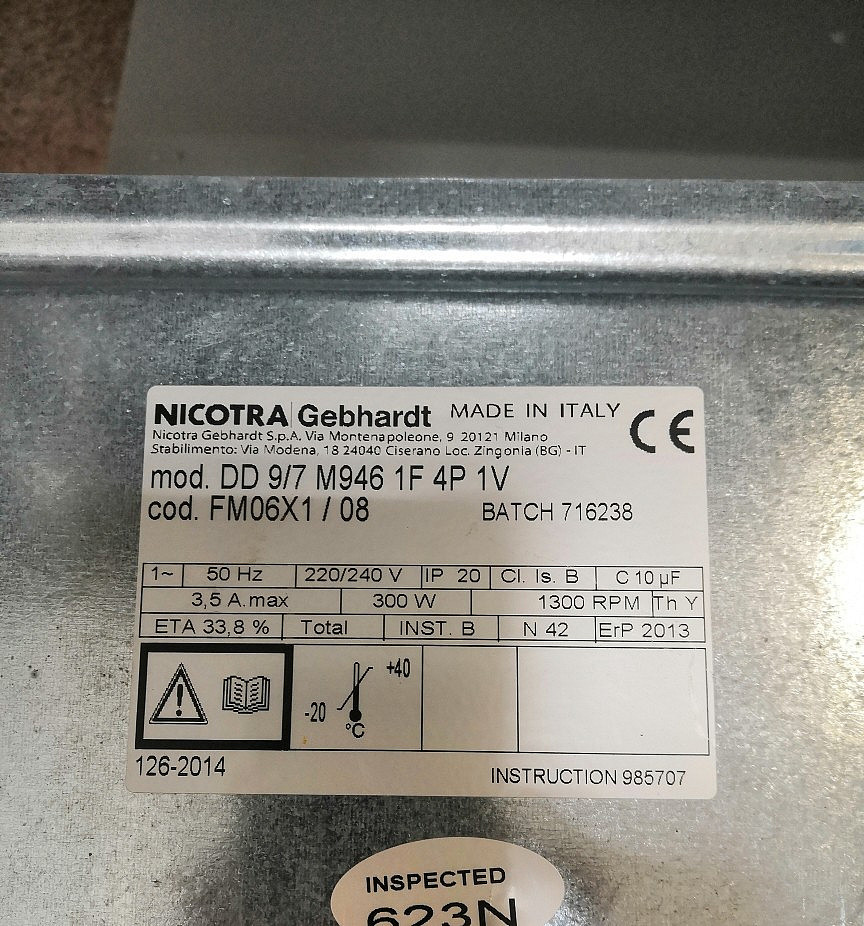 NICOTRA Gebhardt MADE IN ITALY CE
Nicotra Gebhardt S.p.A. Via Montenapoleone, 9 20121 Milano
Stabilimento: Via Modena, 18 24040 Ciserano Loc. Zingonia (BG) - IT
mod. DD 9/7 M946 1F 4P 1V
cod. FM06X1 / 08 BATCH 716238
1~ 50 Hz 220/240 V IP 20 Cl. Is. B C 10 µF
3,5 A.max 300 W 1300 RPM Th Y
ETA 33,8 % Total INST. B N 42 ErP 2013
+40
-20
°C
126-2014 INSTRUCTION 985707
INSPECTED
623N